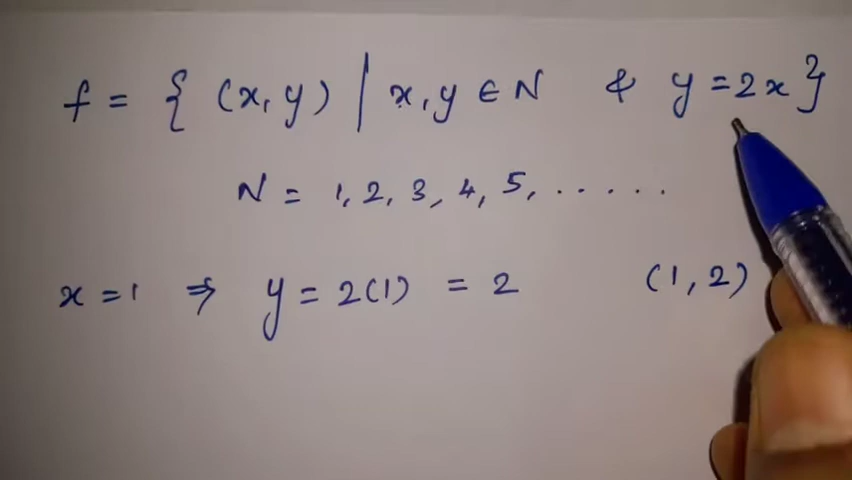 f = { (x, y) | x, y ∈ N & y = 2x }
N = 1, 2, 3, 4, 5, . . . . . .
x = 1 ⇒ y = 2(1) = 2 (1, 2)